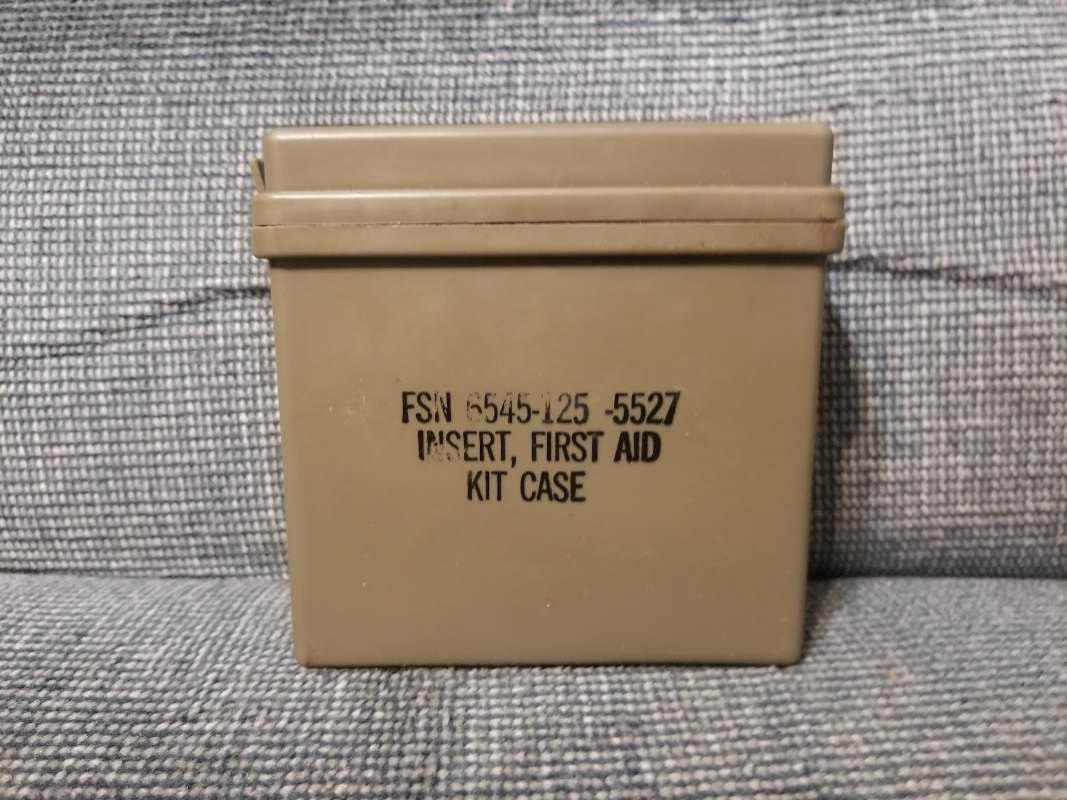 FSN 6545-125 -5527
INSERT, FIRST AID
KIT CASE